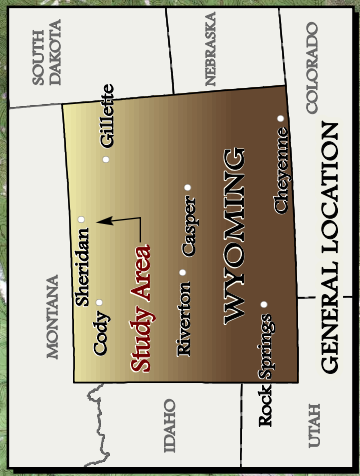 MONTANA
SOUTH
DAKOTA
Sheridan
Cody
Gillette
Study Area
IDAHO
Riverton
Casper
NEBRASKA
WYOMING
Rock Springs
Cheyenne
UTAH
COLORADO
GENERAL LOCATION